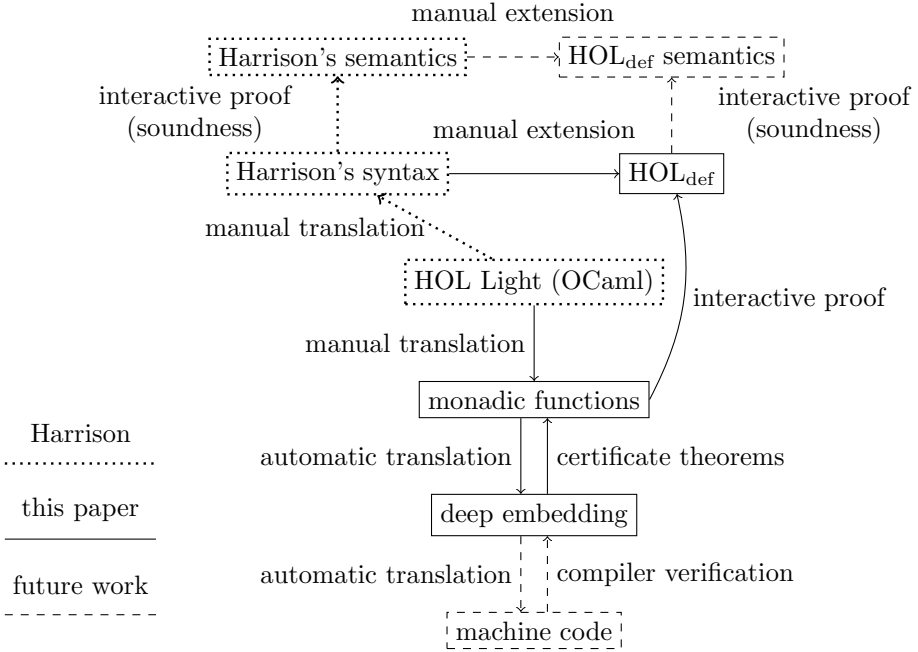 manual extension
Harrison's semantics
HOLdef semantics
interactive proof
(soundness)
interactive proof
(soundness)
manual extension
Harrison's syntax
HOLdef
manual translation
HOL Light (OCaml)
interactive proof
manual translation
monadic functions
Harrison
automatic translation
certificate theorems
this paper
deep embedding
future work
automatic translation
compiler verification
machine code